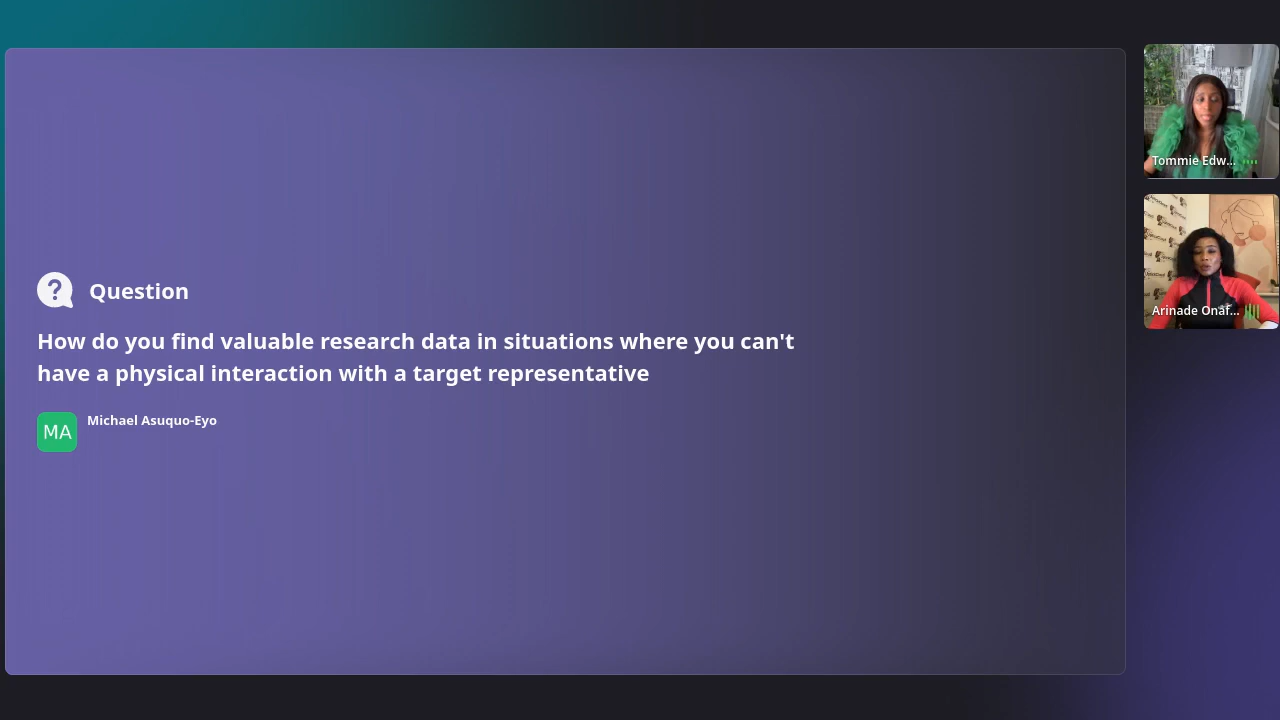 Question
How do you find valuable research data in situations where you can't
have a physical interaction with a target representative
MA
Michael Asuquo-Eyo
Tommie Edw...
Arinade Onaf...